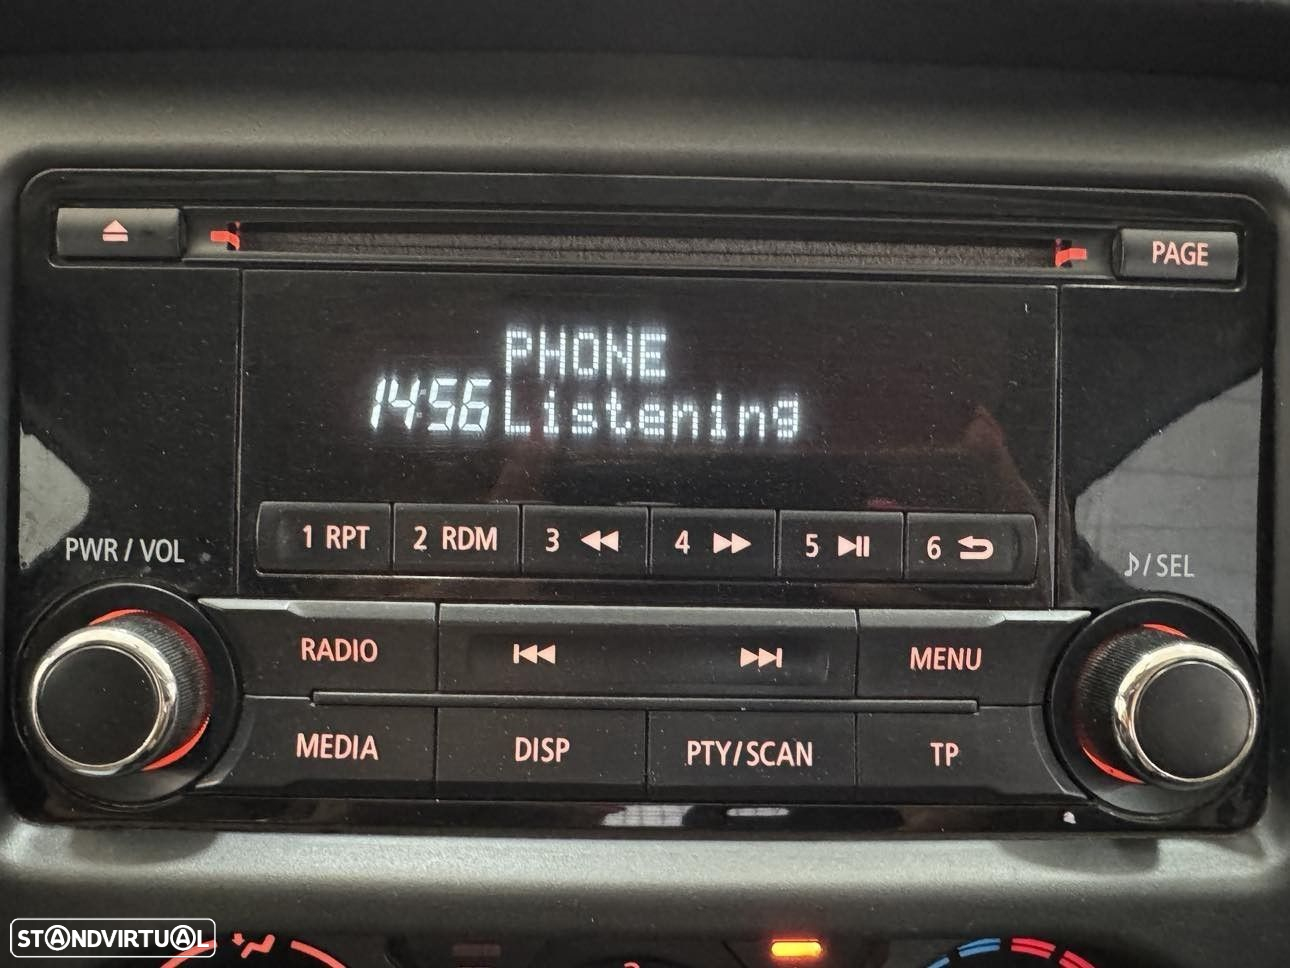 PAGE
PHONE
14:56 Listening
1 RPT
2 RDM
3
4
5
6
PWR / VOL
♪/ SEL
RADIO
MENU
MEDIA
DISP
PTY/SCAN
TP
STANDVIRTUAL